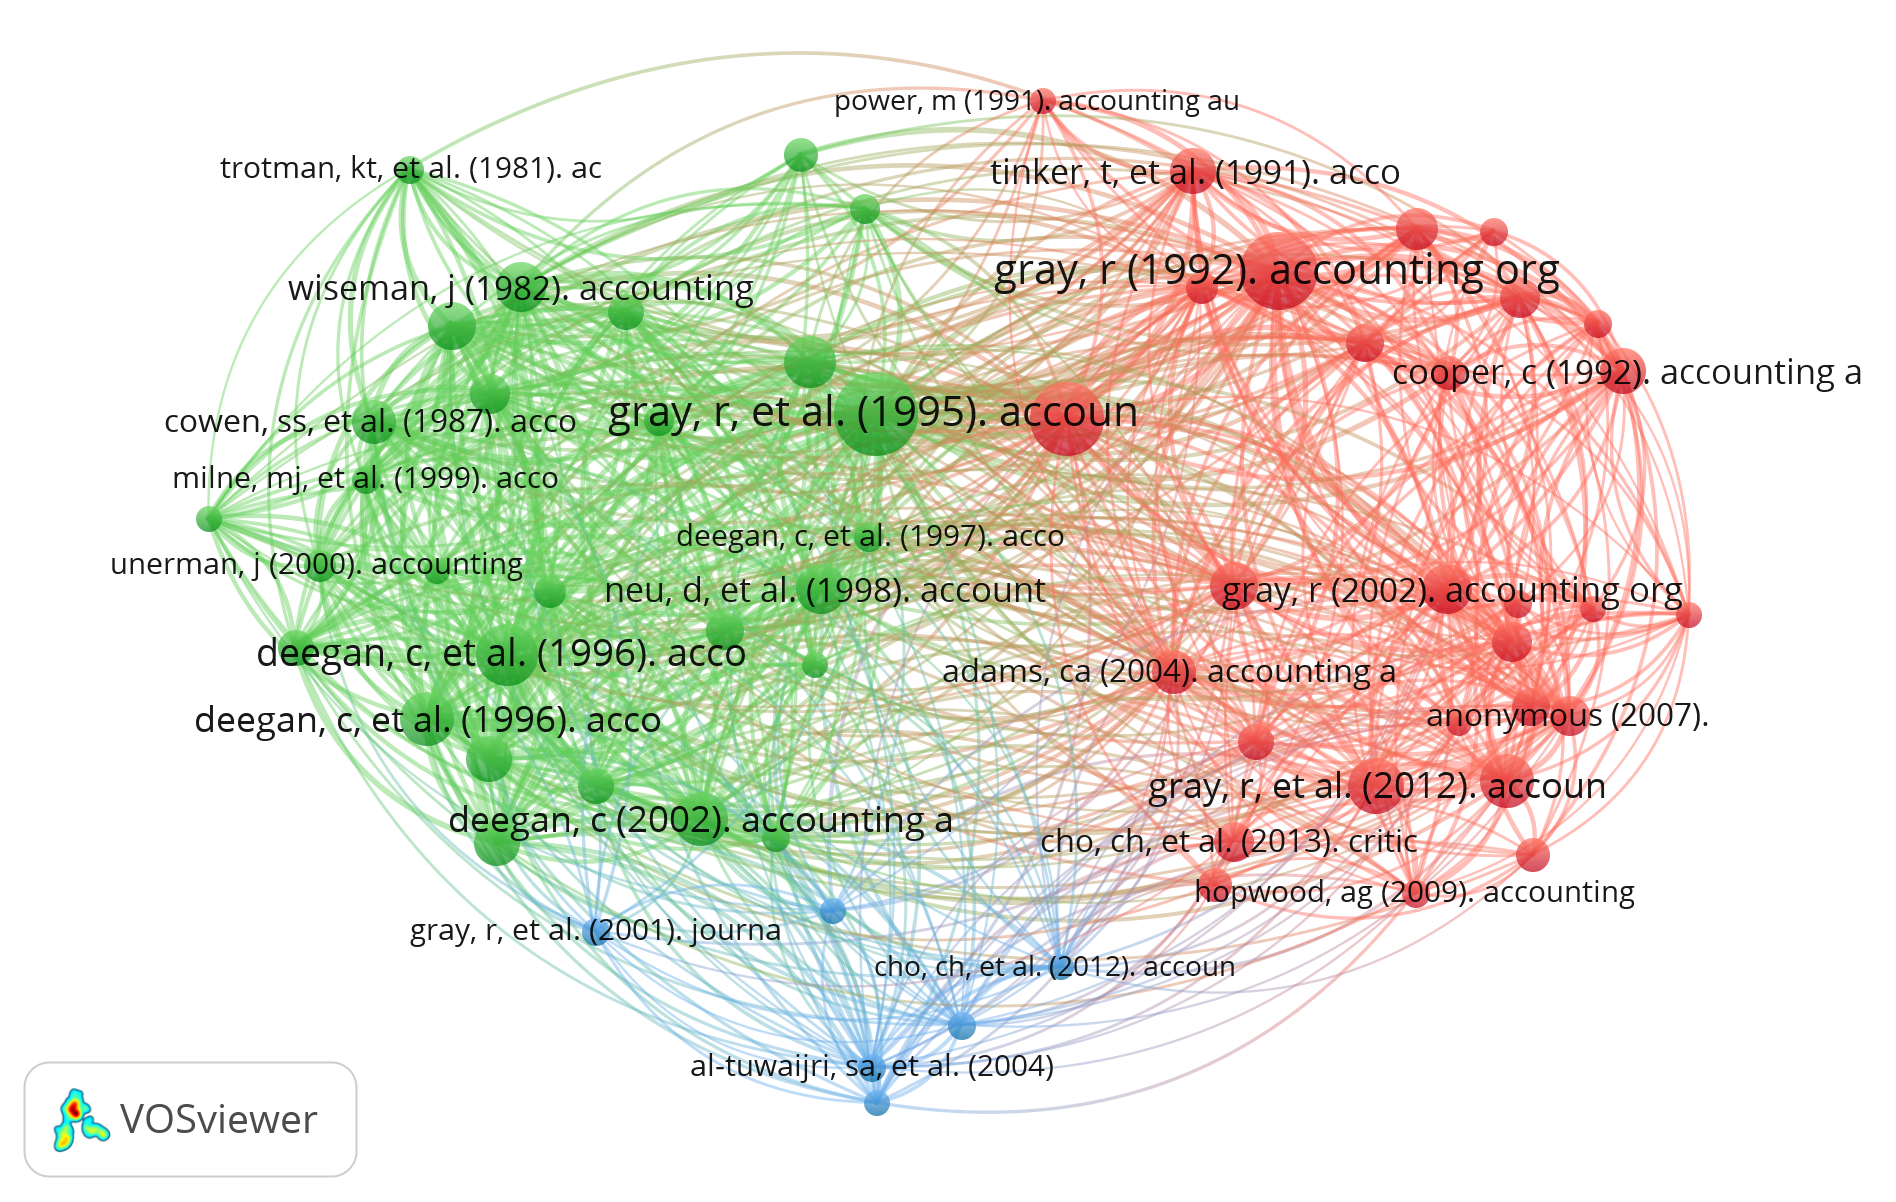 power, m (1991). accounting au
trotman, kt, et al. (1981). ac
tinker, t, et al. (1991). acco
gray, r (1992). accounting org
wiseman, j (1982). accounting
cooper, c (1992). accounting a
gray, r, et al. (1995). accoun
cowen, ss, et al. (1987). acco
milne, mj, et al. (1999). acco
deegan, c, et al. (1997). acco
unerman, j (2000). accounting
neu, d, et al. (1998). account
gray, r (2002). accounting org
deegan, c, et al. (1996). acco
adams, ca (2004). accounting a
deegan, c, et al. (1996). acco
anonymous (2007).
gray, r, et al. (2012). accoun
deegan, c (2002). accounting a
cho, ch, et al. (2013). critic
hopwood, ag (2009). accounting
gray, r, et al. (2001). journa
cho, ch, et al. (2012). accoun
al-tuwaijri, sa, et al. (2004)
VOSviewer